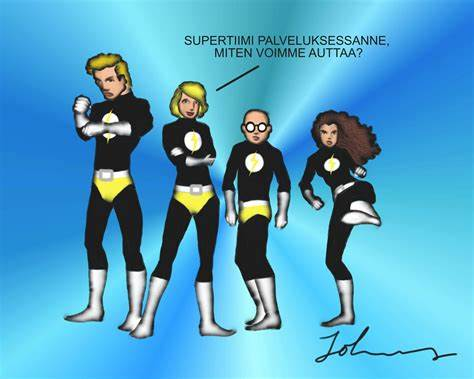 SUPERTIIMI PALVELUKSESSANNE,
MITEN VOIMME AUTTAA?